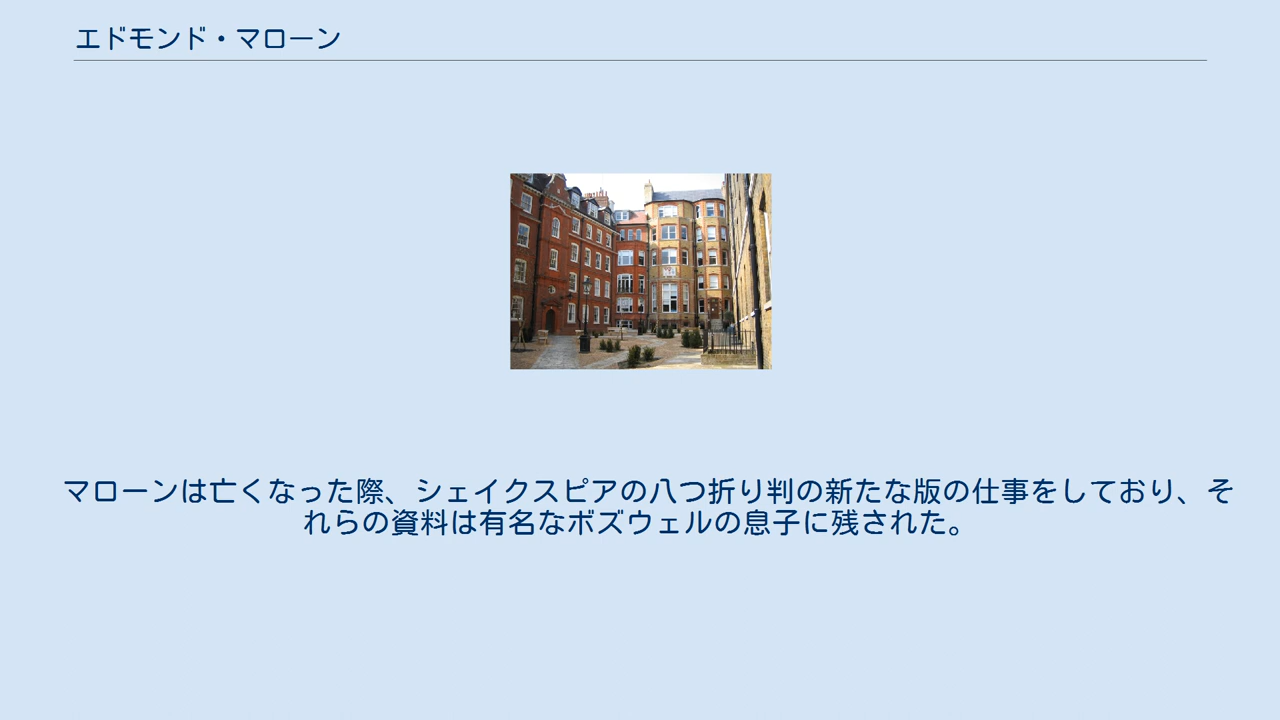 エドモンド・マローン
マローンは亡くなった際、シェイクスピアの八つ折り判の新たな版の仕事をしており、そ
れらの資料は有名なボズウェルの息子に残された。